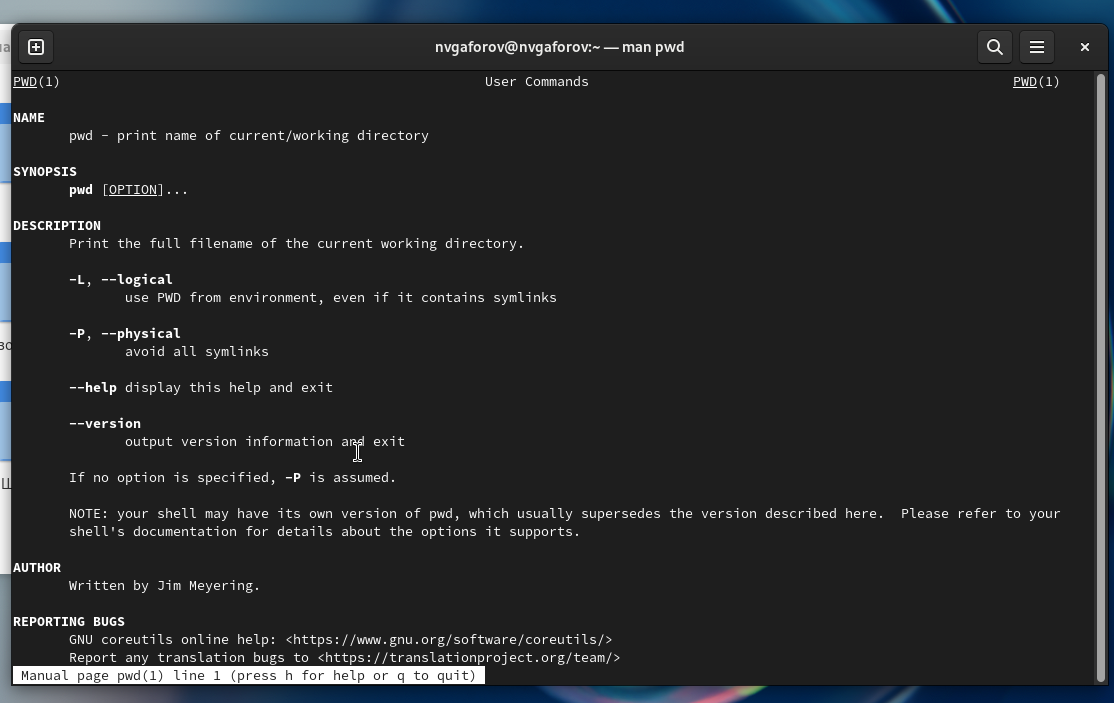 nvgaforov@nvgaforov:~ — man pwd
PWD(1) User Commands PWD(1)
NAME
pwd - print name of current/working directory
SYNOPSIS
pwd [OPTION]...
DESCRIPTION
Print the full filename of the current working directory.
-L, --logical
use PWD from environment, even if it contains symlinks
-P, --physical
avoid all symlinks
--help display this help and exit
--version
output version information and exit
If no option is specified, -P is assumed.
NOTE: your shell may have its own version of pwd, which usually supersedes the version described here.  Please refer to your
shell's documentation for details about the options it supports.
AUTHOR
Written by Jim Meyering.
REPORTING BUGS
GNU coreutils online help: <https://www.gnu.org/software/coreutils/>
Report any translation bugs to <https://translationproject.org/team/>
Manual page pwd(1) line 1 (press h for help or q to quit)